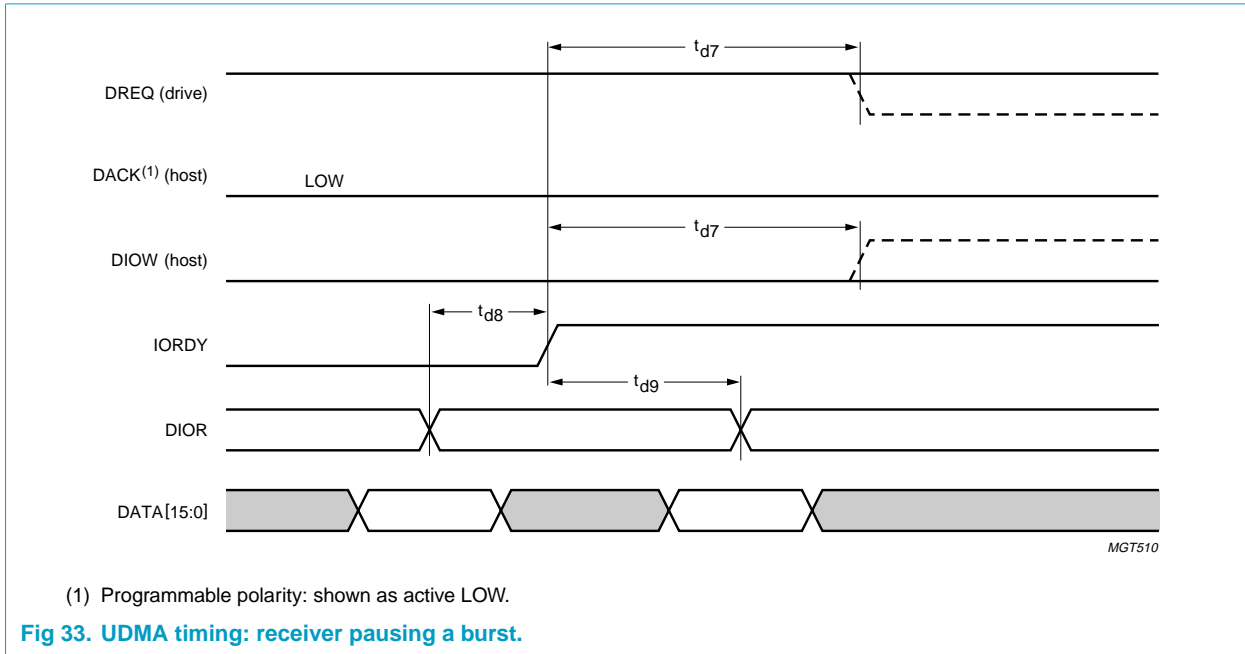 td7
DREQ (drive)
DACK(1) (host)
LOW
td7
DIOW (host)
td8
IORDY
td9
DIOR
DATA[15:0]
MGT510
(1) Programmable polarity: shown as active LOW.
Fig 33. UDMA timing: receiver pausing a burst.